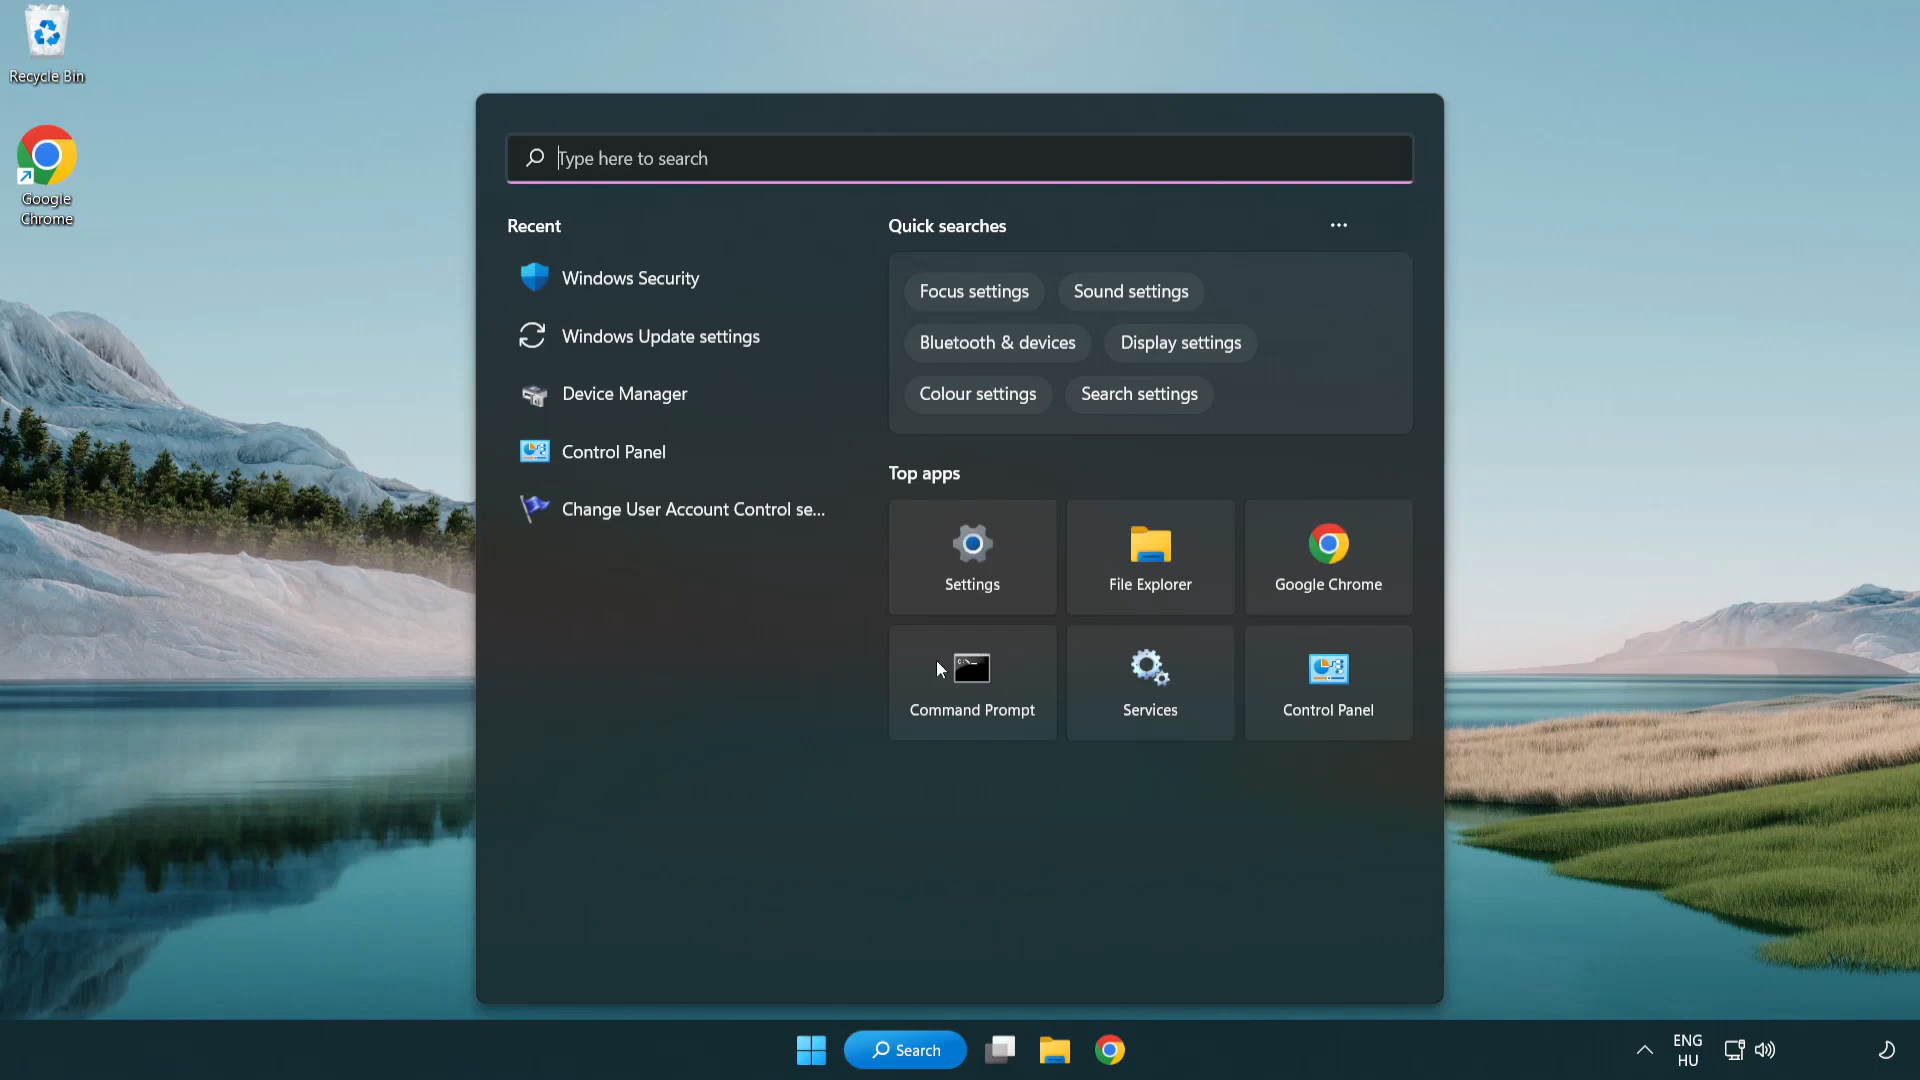 Recycle Bin
Google
Chrome
Type here to search
Recent
Windows Security
Windows Update settings
Device Manager
Control Panel
Change User Account Control se...
Quick searches
Focus settings
Sound settings
Bluetooth & devices
Display settings
Colour settings
Search settings
Top apps
Settings
File Explorer
Google Chrome
Command Prompt
Services
Control Panel
Search
ENG
HU